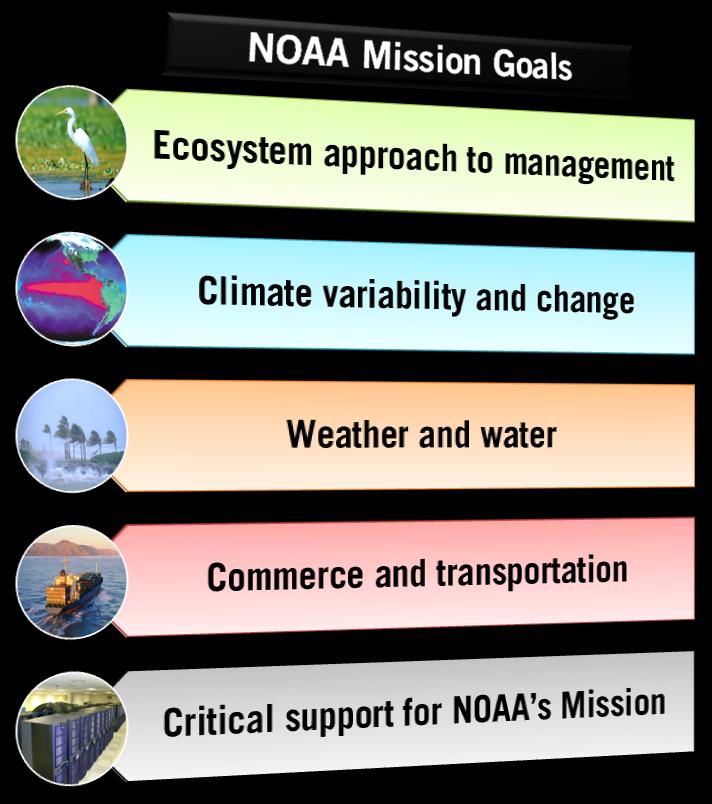 NOAA Mission Goals
Ecosystem approach to management
Climate variability and change
Weather and water
Commerce and transportation
Critical support for NOAA's Mission